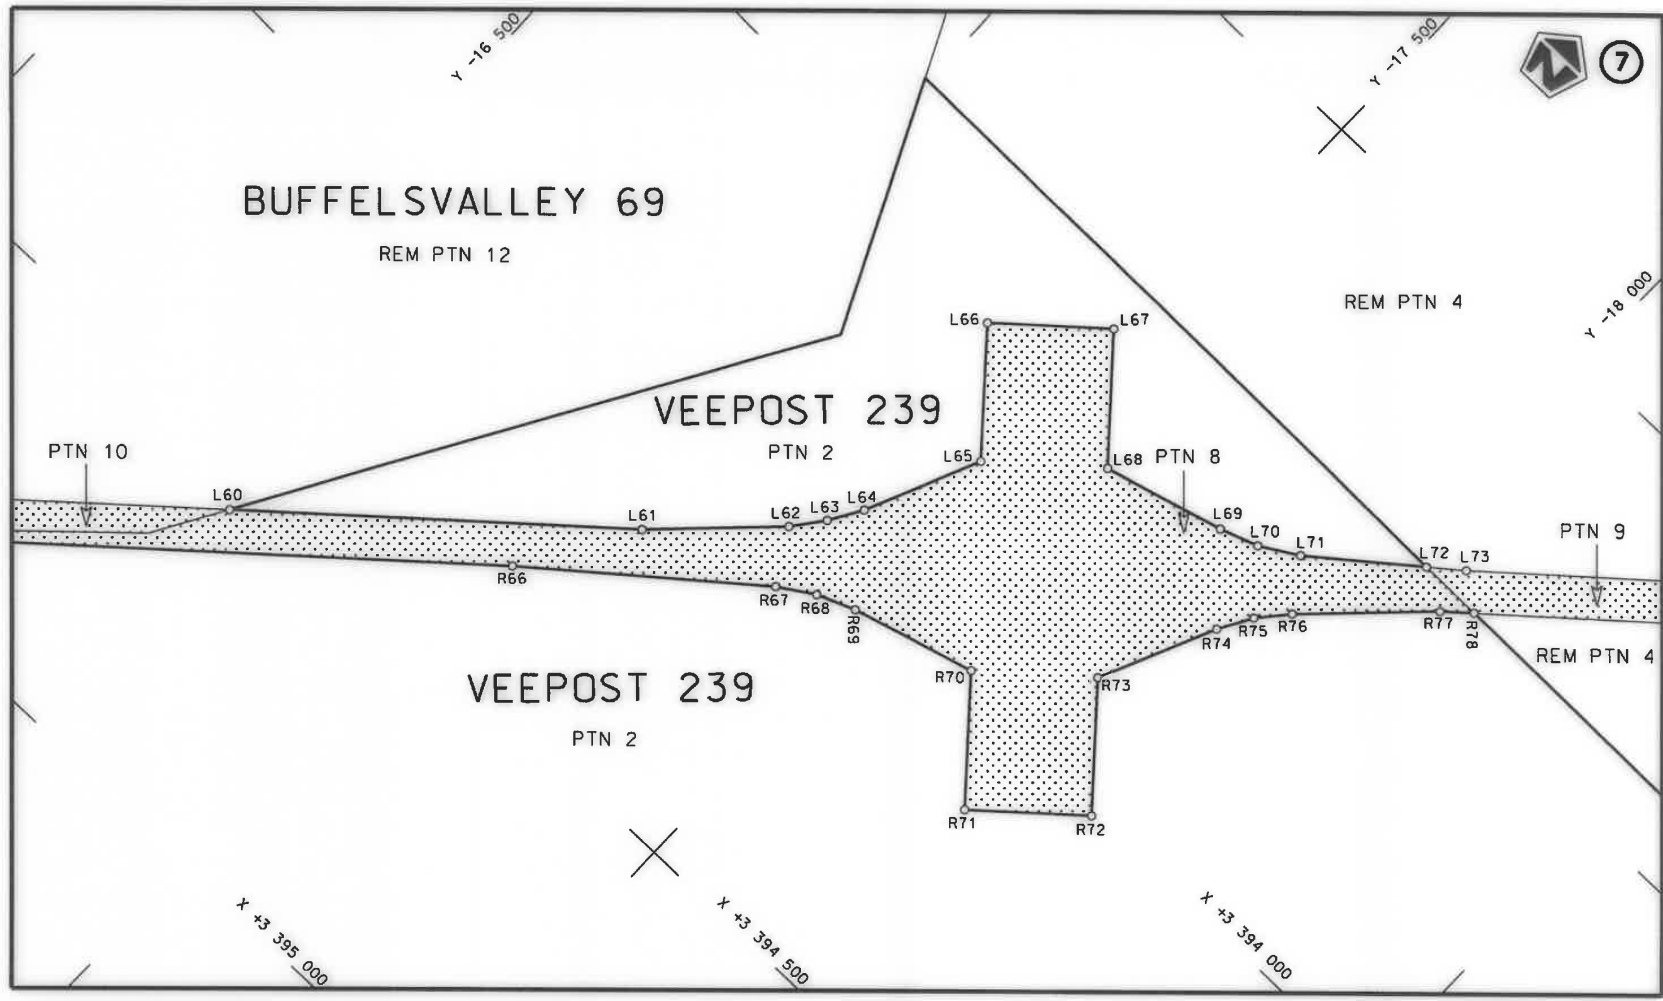 Y -16 500
Y -17 500
7
BUFFELSVALLEY 69
REM PTN 12
REM PTN 4
Y -18 000
L66
L67
VEEPOST 239
PTN 2
PTN 10
L65
L68
PTN 8
L60
L61
L62
L63
L64
L69
L70
L71
L72
L73
PTN 9
R66
R67
R68
R69
R70
R73
R74
R75
R76
R77
R78
REM PTN 4
VEEPOST 239
PTN 2
R71
R72
X +3 395 000
X +3 394 500
X +3 394 000